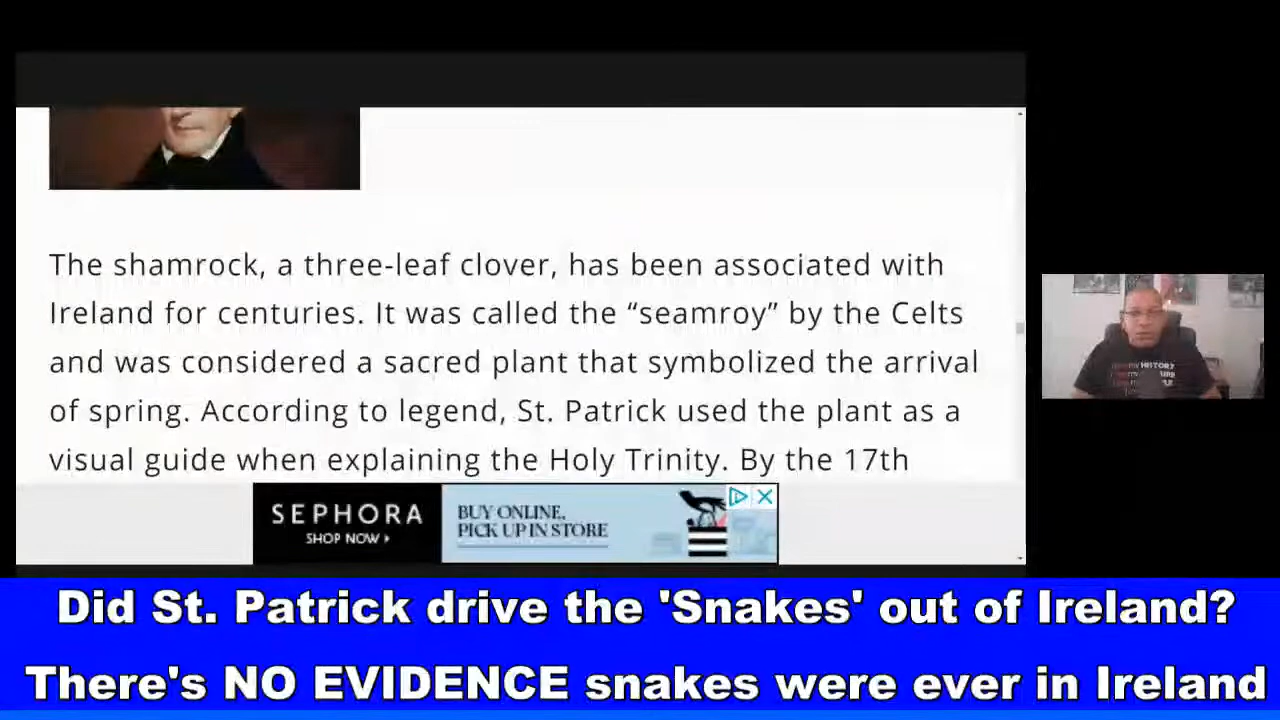 The shamrock, a three-leaf clover, has been associated with
Ireland for centuries. It was called the “seamroy” by the Celts
and was considered a sacred plant that symbolized the arrival
of spring. According to legend, St. Patrick used the plant as a
visual guide when explaining the Holy Trinity. By the 17th
SEPHORA
SHOP NOW
BUY ONLINE,
PICK UP IN STORE
HISTORY
Did St. Patrick drive the 'Snakes' out of Ireland?
There's NO EVIDENCE snakes were ever in Ireland